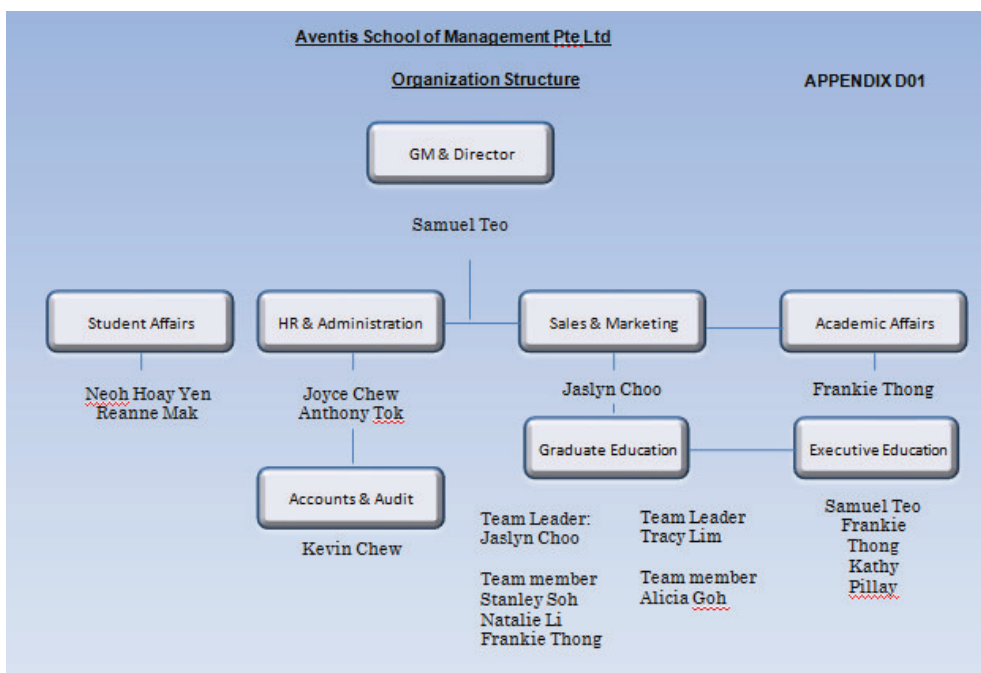 Aventis School of Management Pte Ltd
Organization Structure
APPENDIX D01
GM & Director
Samuel Teo
Student Affairs
HR & Administration
Sales & Marketing
Academic Affairs
Neoh Hoay Yen
Reanne Mak
Joyce Chew
Anthony Tok
Jaslyn Choo
Frankie Thong
Accounts & Audit
Kevin Chew
Graduate Education
Executive Education
Team Leader:
Jaslyn Choo
Team member
Stanley Soh
Natalie Li
Frankie Thong
Team Leader
Tracy Lim
Team member
Alicia Goh
Samuel Teo
Frankie
Thong
Kathy
Pillay